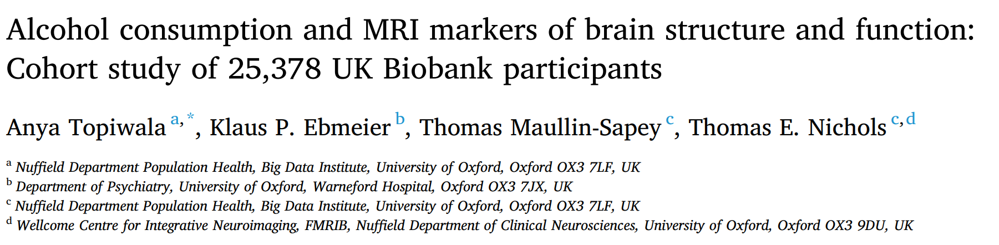 Alcohol consumption and MRI markers of brain structure and function:
Cohort study of 25,378 UK Biobank participants
Anya Topiwala a,*, Klaus P. Ebmeier b, Thomas Maullin-Sapey c, Thomas E. Nichols c,d
a Nuffield Department Population Health, Big Data Institute, University of Oxford, Oxford OX3 7LF, UK
b Department of Psychiatry, University of Oxford, Warneford Hospital, Oxford OX3 7JX, UK
c Nuffield Department Population Health, Big Data Institute, University of Oxford, Oxford OX3 7LF, UK
d Wellcome Centre for Integrative Neuroimaging, FMRIB, Nuffield Department of Clinical Neurosciences, University of Oxford, Oxford OX3 9DU, UK